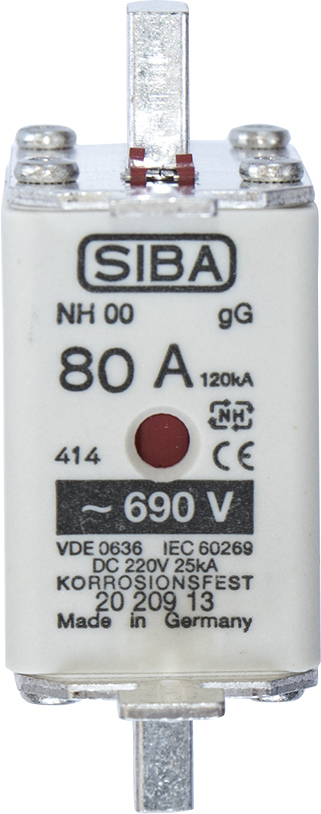 SIBA
NH 00 gG
80 A 120kA
NH
414 CE
~ 690 V
VDE 0636 IEC 60269
DC 220V 25kA
KORROSIONSFEST
20 209 13
Made in Germany